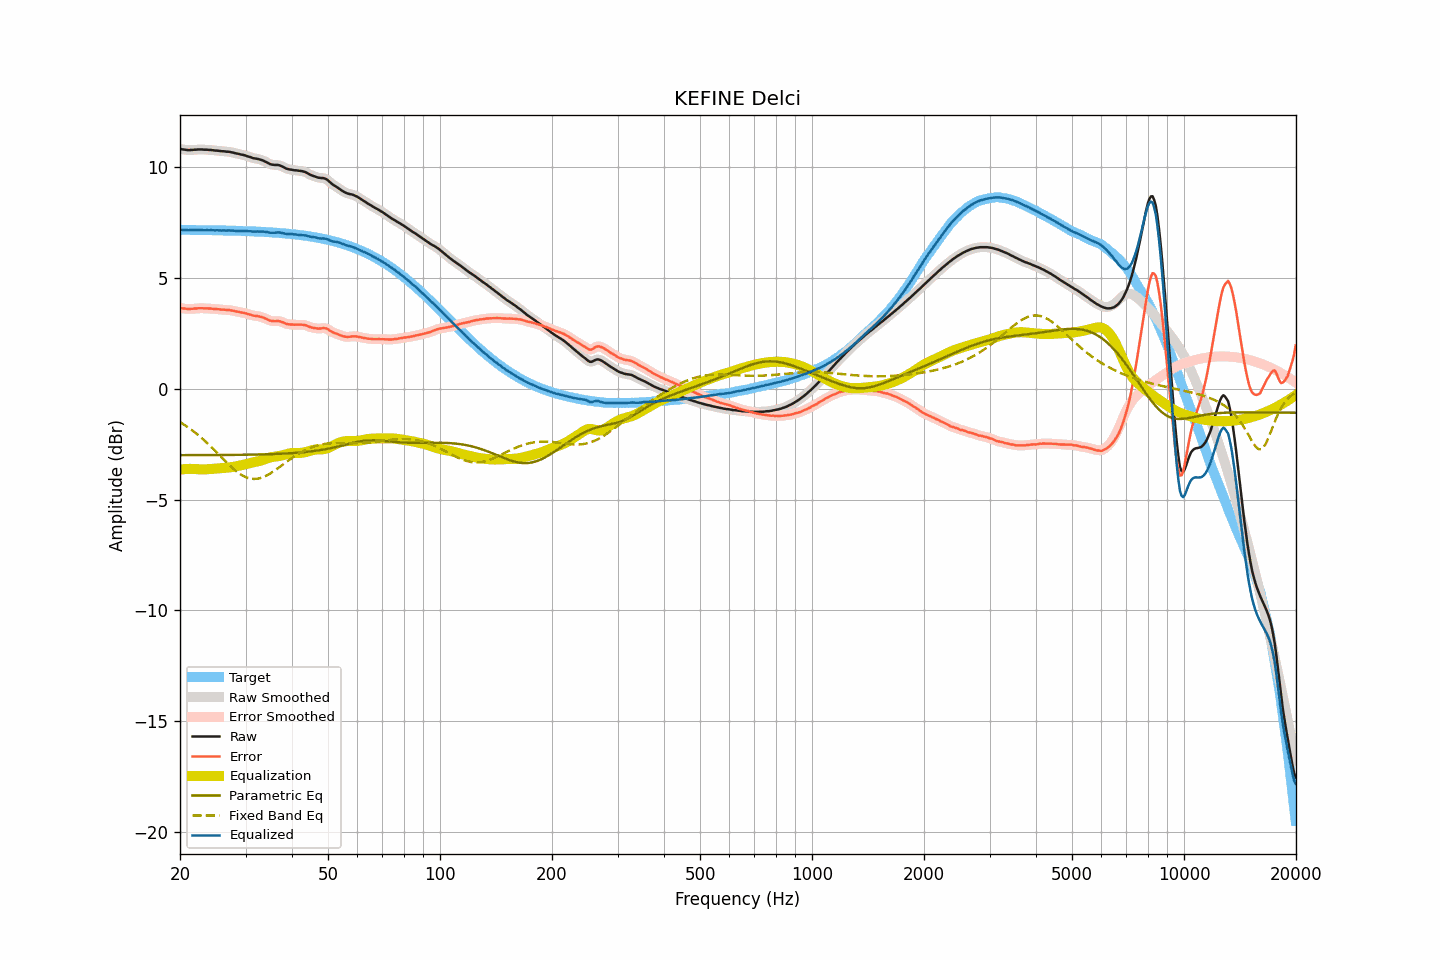 KEFINE Delci
Amplitude (dBr)
10
5
0
−5
−10
−15
−20
Target
Raw Smoothed
Error Smoothed
Raw
Error
Equalization
Parametric Eq
Fixed Band Eq
Equalized
20 50 100 200 500 1000 2000 5000 10000 20000
Frequency (Hz)